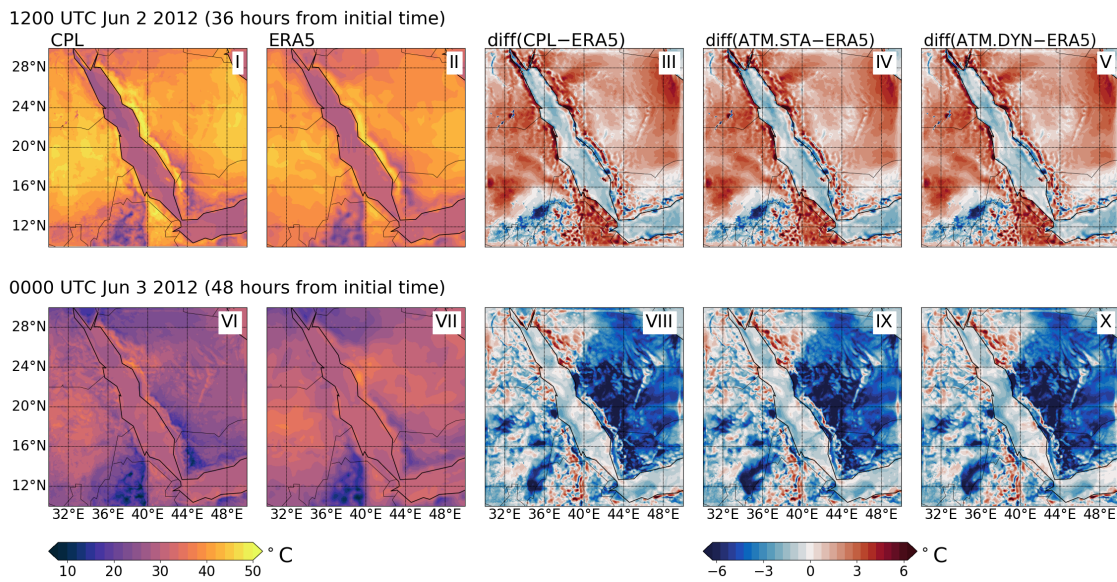 1200 UTC Jun 2 2012 (36 hours from initial time)
CPL ERA5 diff(CPL−ERA5) diff(ATM.STA−ERA5) diff(ATM.DYN−ERA5)
I II III IV V
28°N
24°N
20°N
16°N
12°N
0000 UTC Jun 3 2012 (48 hours from initial time)
VI VII VIII IX X
28°N
24°N
20°N
16°N
12°N
32°E 36°E 40°E 44°E 48°E 32°E 36°E 40°E 44°E 48°E 32°E 36°E 40°E 44°E 48°E 32°E 36°E 40°E 44°E 48°E 32°E 36°E 40°E 44°E 48°E
°C °C
10 20 30 40 50 −6 −3 0 3 6